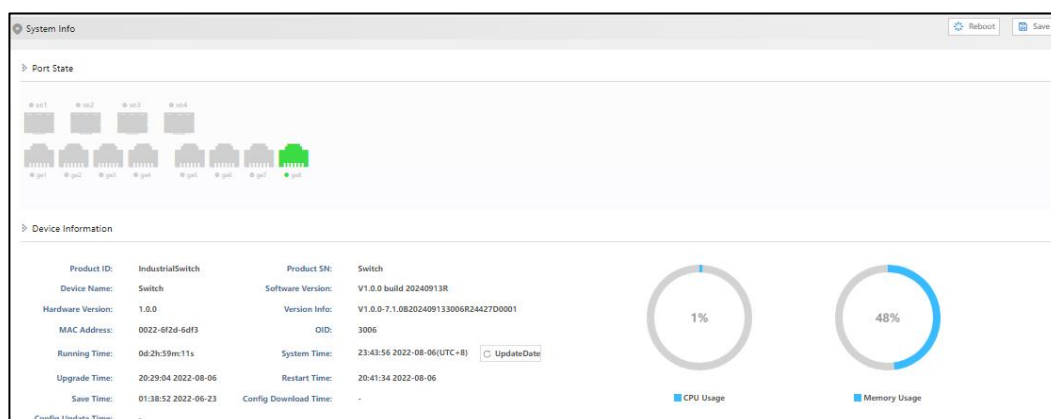 System Info Reboot Save
Port State
xe1 xe2 xe3 xe4
ge1 ge2 ge3 ge4 ge5 ge6 ge7 ge8
Device Information
Product ID: IndustrialSwitch Product SN: Switch
Device Name: Switch Software Version: V1.0.0 build 20240913R
Hardware Version: 1.0.0 Version Info: V1.0.0-7.1.0B202409133006R24427D0001
MAC Address: 0022-6f2d-6df3 OID: 3006
Running Time: 0d:2h:59m:11s System Time: 23:43:56 2022-08-06(UTC+8) UpdateDate
Upgrade Time: 20:29:04 2022-08-06 Restart Time: 20:41:34 2022-08-06
Save Time: 01:38:52 2022-06-23 Config Download Time: -
Config Updata Time: -
1% 48%
CPU Usage Memory Usage